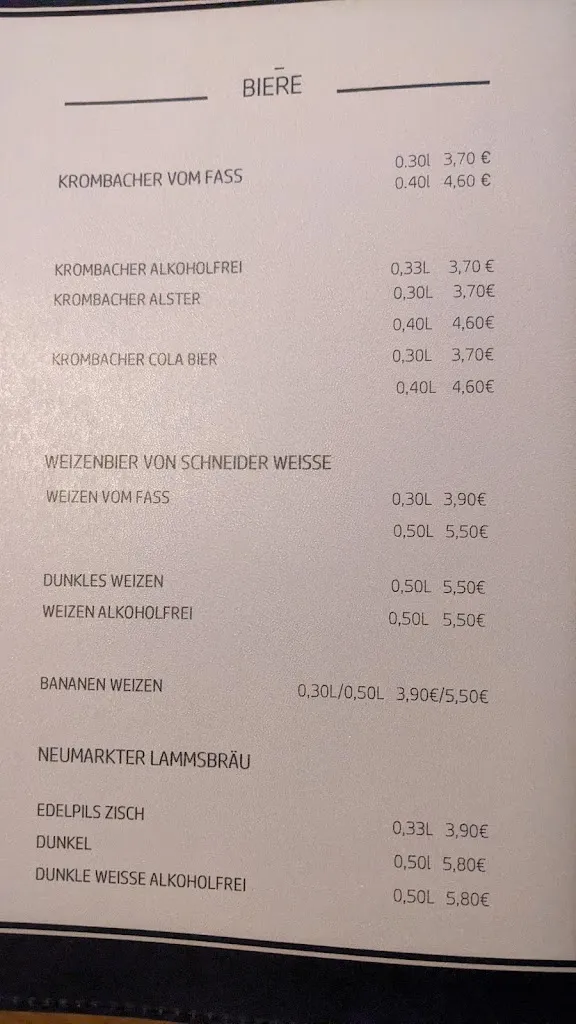 BIERE
KROMBACHER VOM FASS 0.30l 3,70 €
0.40l 4,60 €
KROMBACHER ALKOHOLFREI 0,33L 3,70 €
KROMBACHER ALSTER 0,30L 3,70€
0,40L 4,60€
KROMBACHER COLA BIER 0,30L 3,70€
0,40L 4,60€
WEIZENBIER VON SCHNEIDER WEISSE
WEIZEN VOM FASS 0,30L 3,90€
0,50L 5,50€
DUNKLES WEIZEN 0,50L 5,50€
WEIZEN ALKOHOLFREI 0,50L 5,50€
BANANEN WEIZEN 0,30L/0,50L 3,90€/5,50€
NEUMARKTER LAMMSBRÄU
EDELPILS ZISCH 0,33L 3,90€
DUNKEL 0,50l 5,80€
DUNKLE WEISSE ALKOHOLFREI 0,50L 5,80€